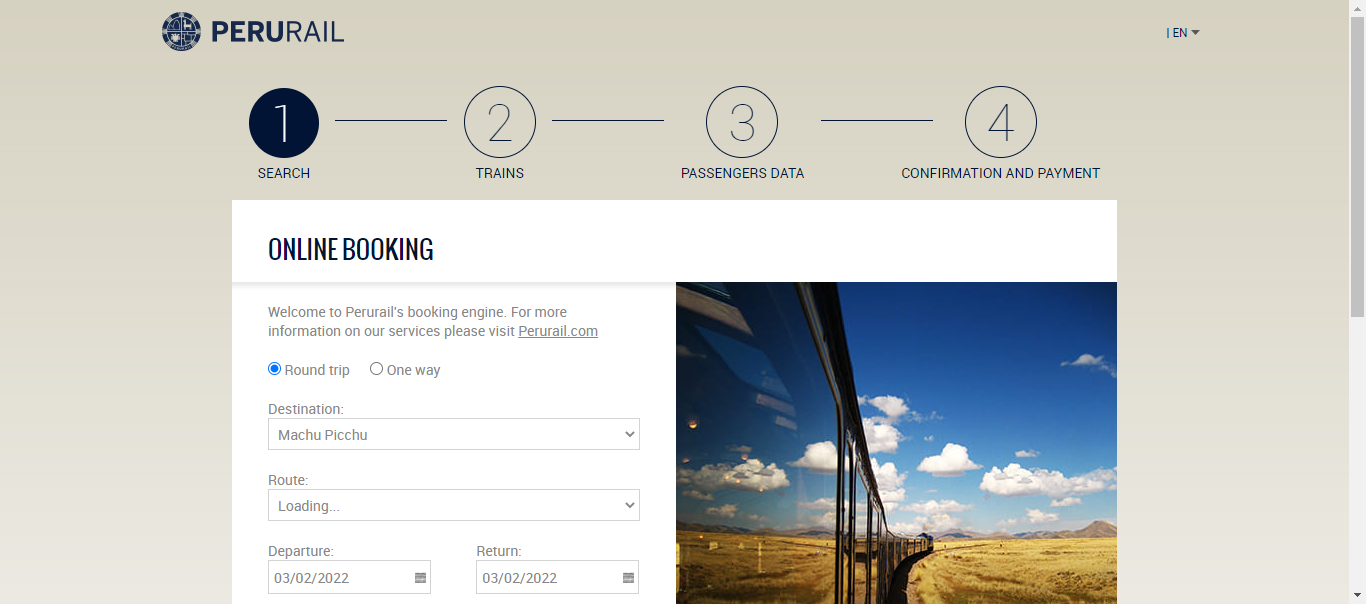 PERURAIL
| EN
1
2
3
4
SEARCH
TRAINS
PASSENGERS DATA
CONFIRMATION AND PAYMENT
ONLINE BOOKING
Welcome to Perurail's booking engine. For more
information on our services please visit Perurail.com
Round trip
One way
Destination:
Machu Picchu
Route:
Loading...
Departure:
Return:
03/02/2022
03/02/2022